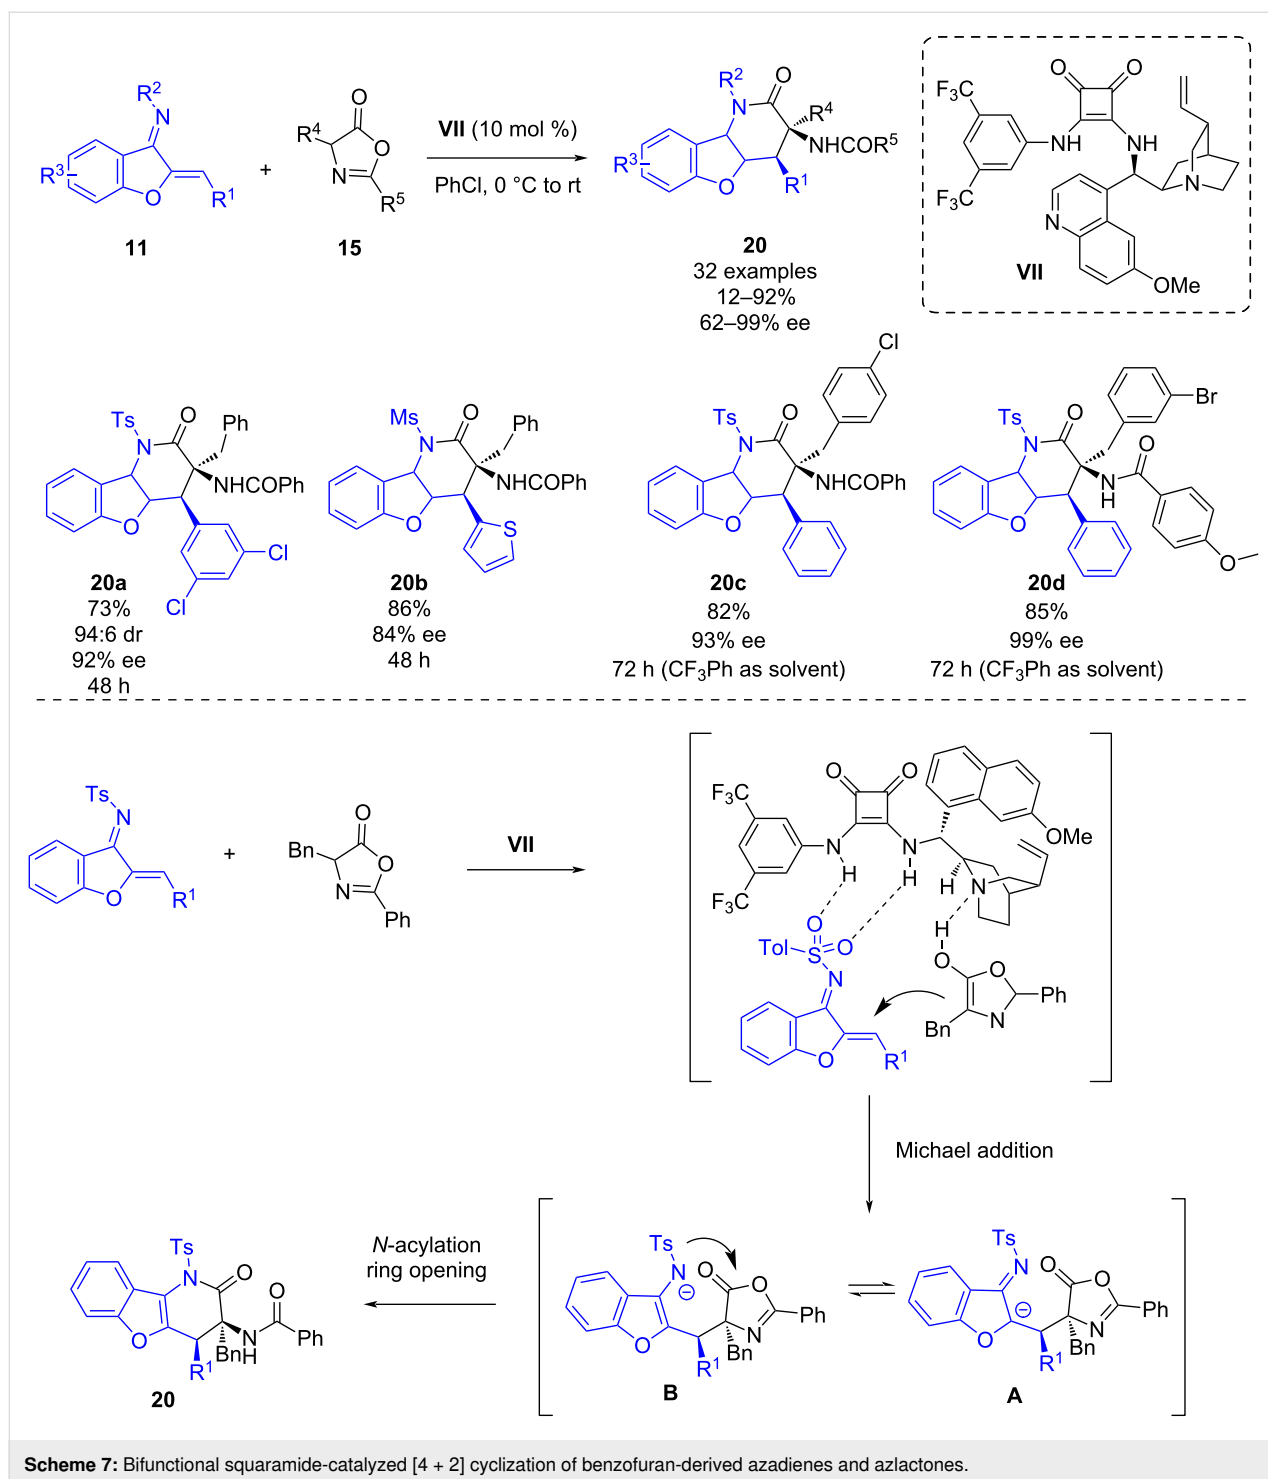 R²
N
R³
O
R¹
11
+
O
R⁴
O
N
R⁵
15
VII (10 mol %)
PhCl, 0 °C to rt
R²
O
N
R⁴
NHCOR⁵
R³
O
R¹
20
32 examples
12–92%
62–99% ee
O
O
F₃C
NH
NH
F₃C
N
N
VII
OMe
Ts
O
N
Ph
NHCOPh
O
Cl
Cl
20a
73%
94:6 dr
92% ee
48 h
Ms
O
N
Ph
NHCOPh
O
S
20b
86%
84% ee
48 h
Cl
Ts
O
N
NHCOPh
O
20c
82%
93% ee
72 h (CF₃Ph as solvent)
Br
Ts
O
N
O
N
H
O
O
20d
85%
99% ee
72 h (CF₃Ph as solvent)
Ts
N
O
R¹
+
O
Bn
O
N
Ph
VII
O
O
F₃C
OMe
N
N
H
H
H
N
F₃C
O
H
Tol
S
O
O
O
N
Ph
N
Bn
O
R¹
Michael addition
Ts
N
O
O
N
Ph
Bn
H
O
R¹
20
N-acylation
ring opening
Ts
N
⊖
O
O
Ph
N
O
Bn
R¹
B
Ts
N
O
O
⊖
Ph
N
O
Bn
R¹
A
Scheme 7: Bifunctional squaramide-catalyzed [4 + 2] cyclization of benzofuran-derived azadienes and azlactones.